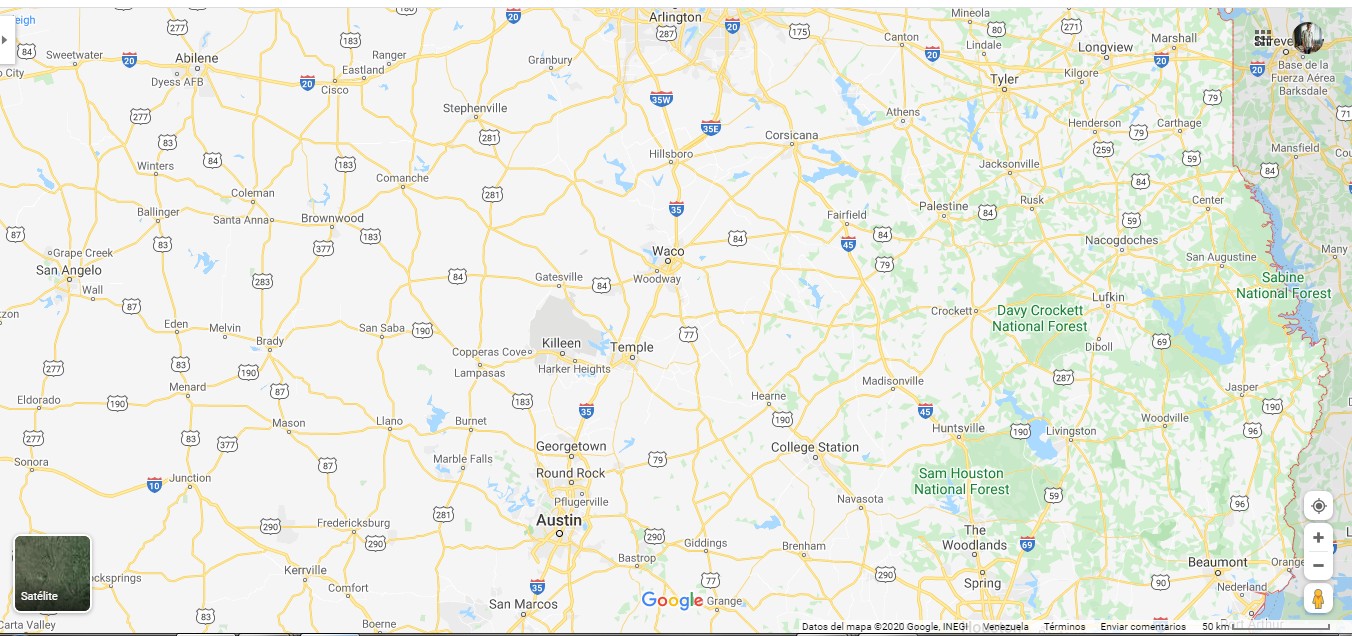 eigh
Arlington
Mineola
180
277
20
20
287
175
80
271
183
84
Sweetwater
20
Abilene
Ranger
Granbury
Canton
20
Lindale
Longview
Marshall
20
20
Base de la
Fuerza Aérea
Barksdale
o City
Dyess AFB
20
Eastland
Cisco
Tyler
Kilgore
277
Stephenville
35W
79
71
83
281
35E
Corsicana
Athens
Henderson
79
Carthage
84
183
Hillsboro
259
59
Mansfield
Winters
Comanche
Jacksonville
84
Coleman
281
84
Ballinger
Santa Anna
Brownwood
35
Fairfield
Palestine
84
Rusk
Center
87
83
377
183
Waco
84
45
84
59
Nacogdoches
Many
Grape Creek
San Angelo
Wall
283
84
Gatesville
84
Woodway
79
San Augustine
Sabine
National Forest
87
Eden
Melvin
Brady
San Saba
190
77
Crockett
Davy Crockett
National Forest
Lufkin
Diboll
69
277
83
190
Copperas Cove
Lampasas
Killeen
Harker Heights
Temple
Menard
87
183
Madisonville
287
Jasper
Eldorado
190
Mason
Llano
Burnet
35
Hearne
190
45
Huntsville
190
Livingston
Woodville
190
96
277
83
377
Georgetown
College Station
Sonora
87
Marble Falls
79
Sam Houston
National Forest
Round Rock
10
Junction
Pflugerville
Navasota
59
96
290
Fredericksburg
290
281
Austin
290
Giddings
Brenham
The
Woodlands
69
Bastrop
290
Spring
90
Beaumont
Orange
ocksprings
Kerrville
Comfort
35
77
Nederland
Satélite
San Marcos
Google
Grange
83
Carta Valley
Boerne
Datos del mapa ©2020 Google, INEGI Venezuela Términos Enviar comentarios 50 km
Port Arthur